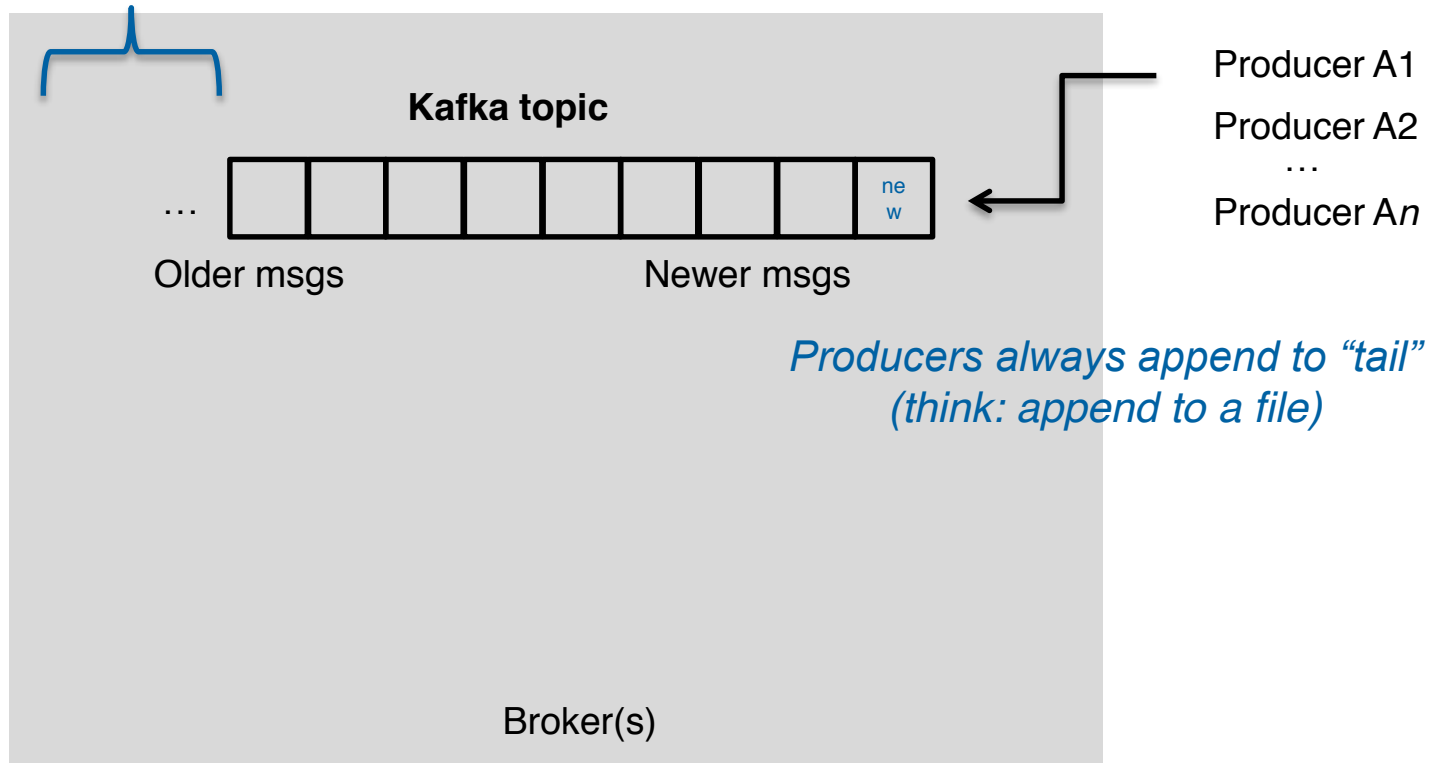 Kafka topic
Producer A1
Producer A2
…
Producer An
…
ne
w
Older msgs
Newer msgs
Producers always append to “tail”
(think: append to a file)
Broker(s)